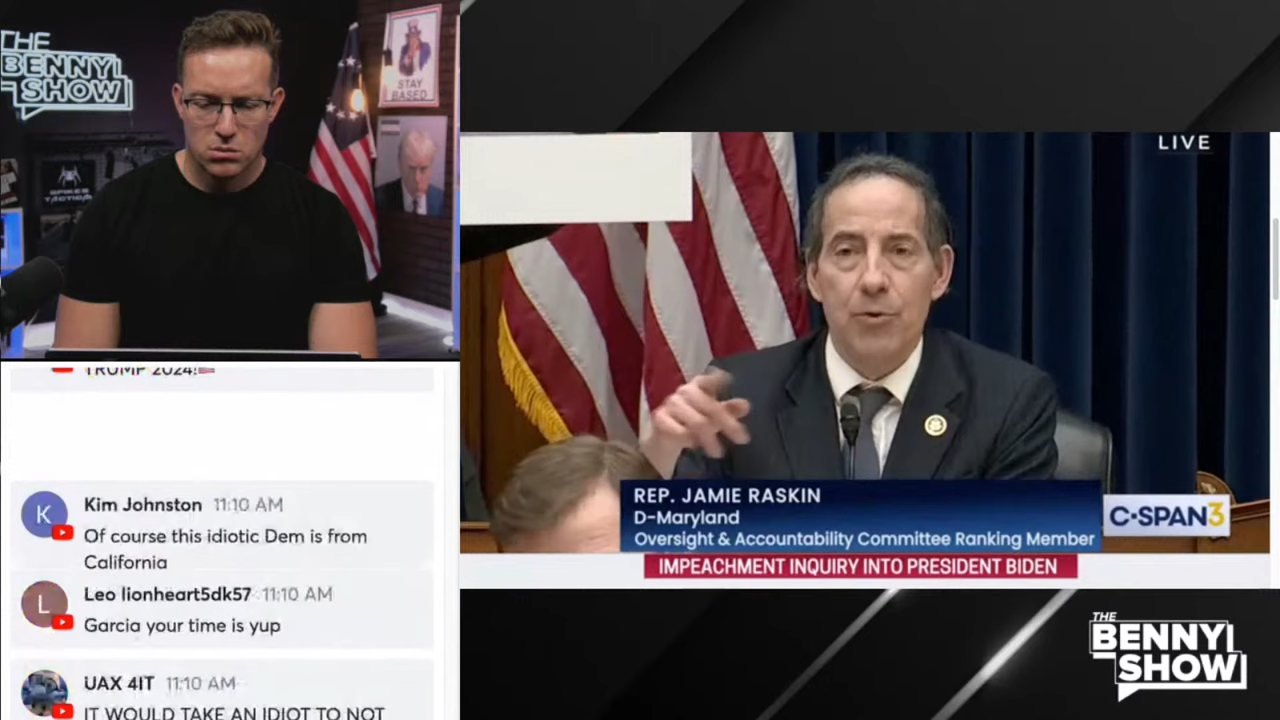 THE
BENNY
SHOW
STAY
BASED
SPIKE'S
TACTICAL
TRUMP 2024!
Kim Johnston 11:10 AM
Of course this idiotic Dem is from
California
Leo lionheart5dk57 11:10 AM
Garcia your time is yup
UAX 4IT 11:10 AM
IT WOULD TAKE AN IDIOT TO NOT
LIVE
REP. JAMIE RASKIN
D-Maryland
Oversight & Accountability Committee Ranking Member
C-SPAN3
IMPEACHMENT INQUIRY INTO PRESIDENT BIDEN
THE
BENNY
SHOW